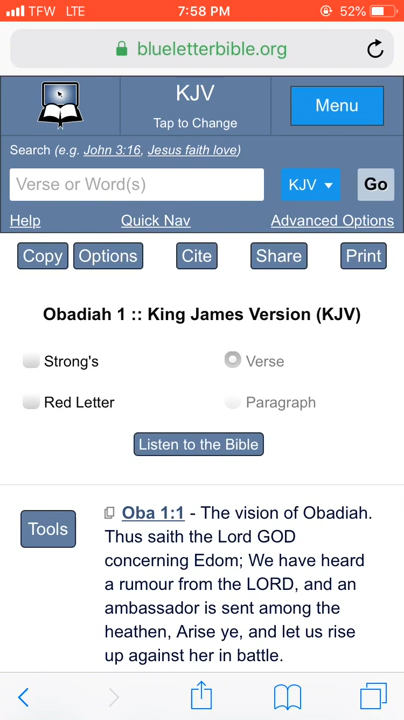 TFW LTE 7:58 PM 52%
blueletterbible.org
KJV
Tap to Change
Menu
Search (e.g. John 3:16, Jesus faith love)
Verse or Word(s) KJV Go
Help Quick Nav Advanced Options
Copy Options Cite Share Print
Obadiah 1 :: King James Version (KJV)
Strong's Verse
Red Letter Paragraph
Listen to the Bible
Tools
Oba 1:1 - The vision of Obadiah.
Thus saith the Lord GOD
concerning Edom; We have heard
a rumour from the LORD, and an
ambassador is sent among the
heathen, Arise ye, and let us rise
up against her in battle.